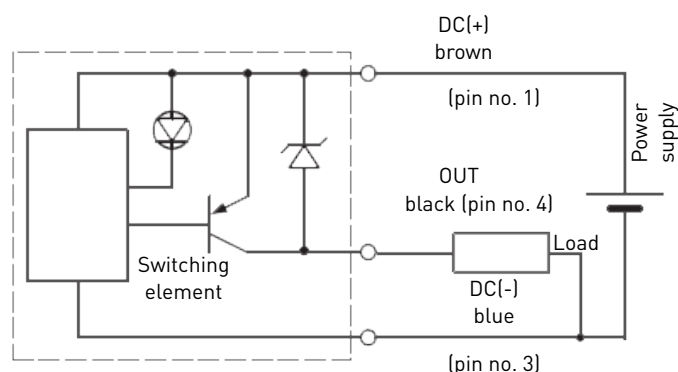 DC(+)
brown
(pin no. 1)
Power
supply
OUT
black (pin no. 4)
Load
Switching
element
DC(-)
blue
(pin no. 3)